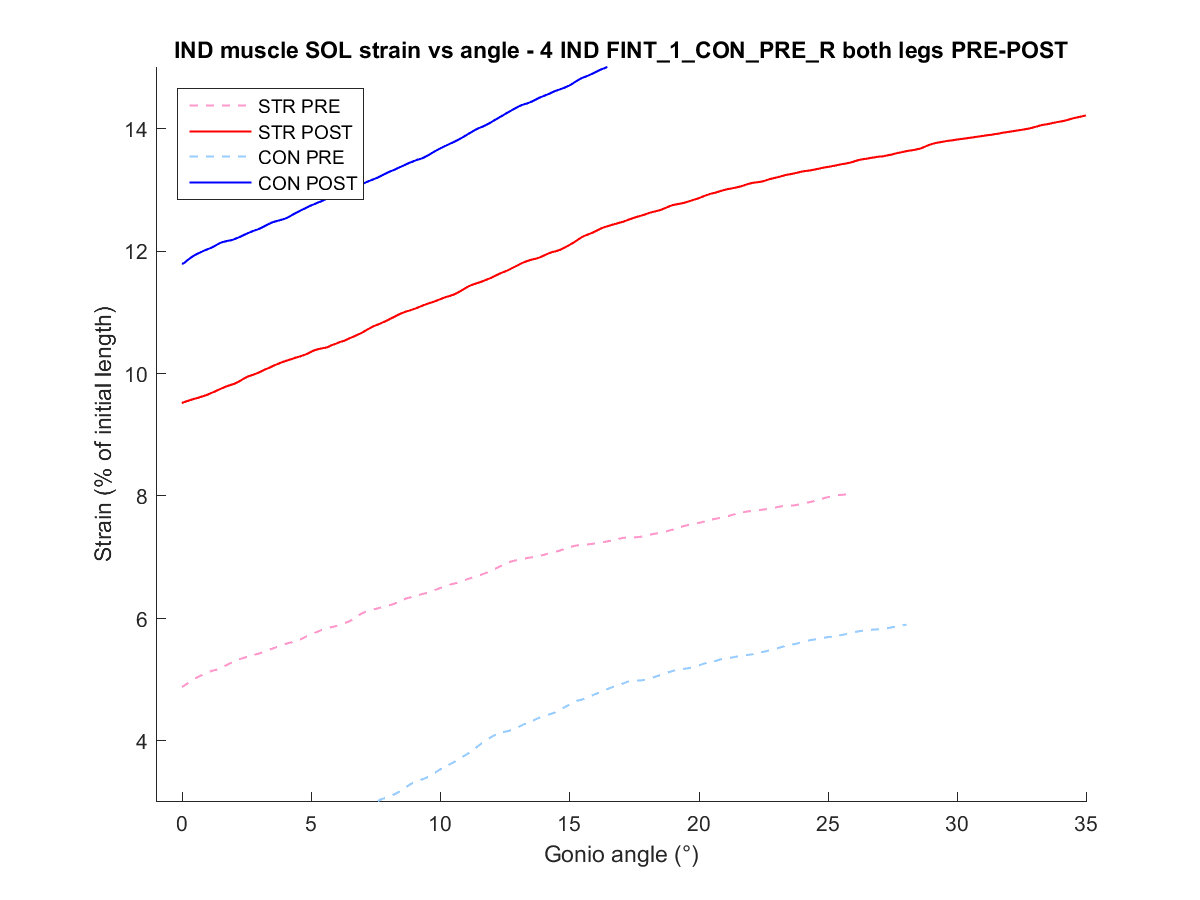 IND muscle SOL strain vs angle - 4 IND FINT_1_CON_PRE_R both legs PRE-POST
STR PRE
STR POST
CON PRE
CON POST
14
12
10
8
6
4
Strain (% of initial length)
0 5 10 15 20 25 30 35
Gonio angle (°)